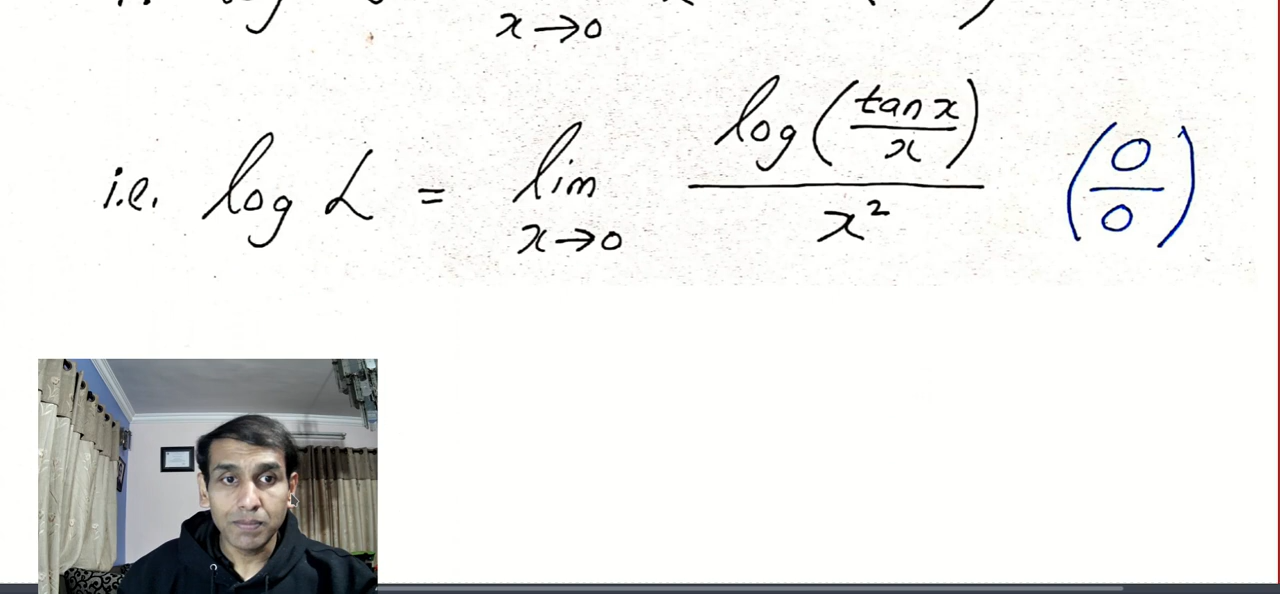 x→0
i.e. log L = lim x→0 log(tan x / x) / x² (0/0)